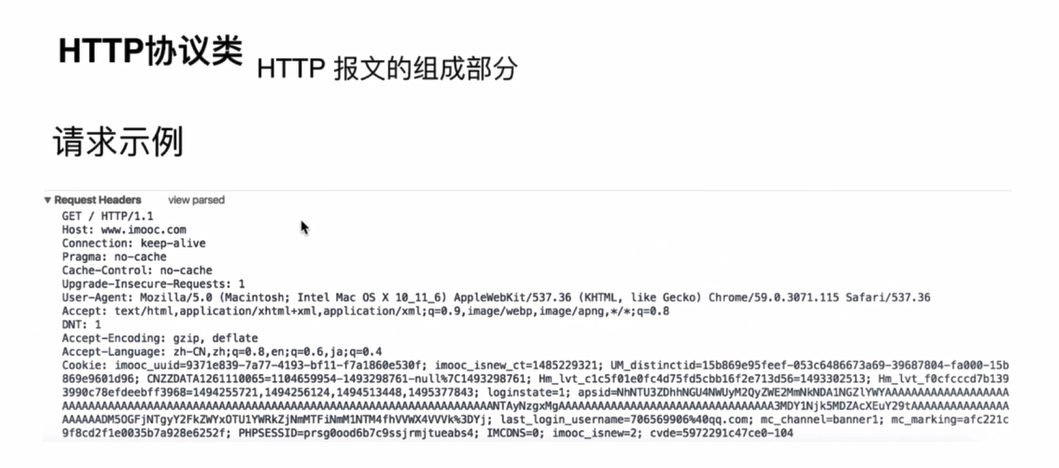 HTTP协议类
HTTP 报文的组成部分
请求示例
▼ Request Headers view parsed
GET / HTTP/1.1
Host: www.imooc.com
Connection: keep-alive
Pragma: no-cache
Cache-Control: no-cache
Upgrade-Insecure-Requests: 1
User-Agent: Mozilla/5.0 (Macintosh; Intel Mac OS X 10_11_6) AppleWebKit/537.36 (KHTML, like Gecko) Chrome/59.0.3071.115 Safari/537.36
Accept: text/html,application/xhtml+xml,application/xml;q=0.9,image/webp,image/apng,*/*;q=0.8
DNT: 1
Accept-Encoding: gzip, deflate
Accept-Language: zh-CN,zh;q=0.8,en;q=0.6,ja;q=0.4
Cookie: imooc_uuid=9371e839-7a77-4193-bf11-f7a1860e530f; imooc_isnew_ct=1485229321; UM_distinctid=15b869e95feef-053c6486673a69-39687804-fa000-15b
869e9601d96; CNZZDATA1261110065=1104659954-1493298761-null%7C1493298761; Hm_lvt_c1c5f01e0fc4d75fd5cbb16f2e713d56=1493302513; Hm_lvt_f0cfcccd7b139
3990c78efdeebff3968=1494255721,1494256124,1494513448,1495377843; loginstate=1;
last_login_username=706569906%40qq.com; mc_channel=banner1; mc_marking=afc221c
9f8cd2f1e0035b7a928e6252f; PHPSESSID=prsg0ood6b7c9ssjrmjtueabs4; IMCDNS=0; imooc_isnew=2; cvde=5972291c47ce0-104